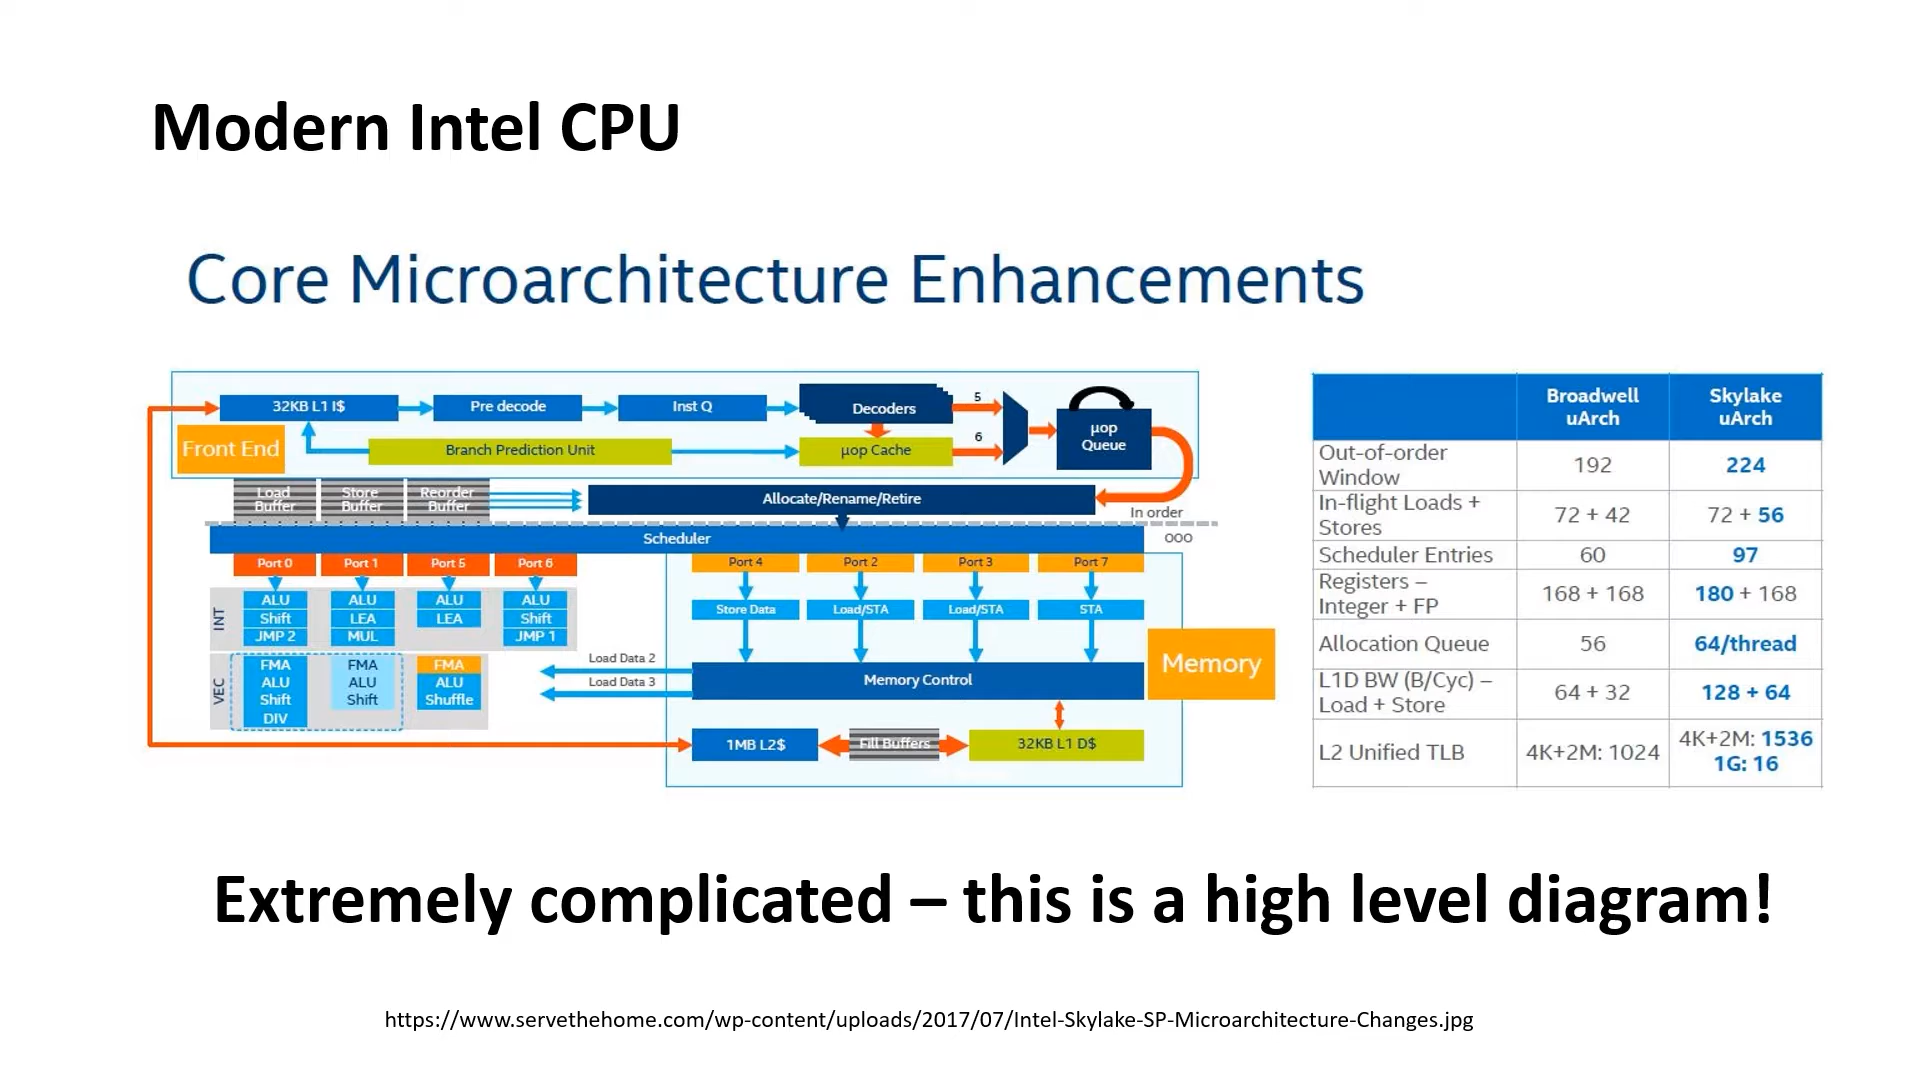 Modern Intel CPU
Core Microarchitecture Enhancements
32KB L1 I$
Pre decode
Inst Q
Decoders
5
μop
Queue
Front End
Branch Prediction Unit
μop Cache
6
Load
Buffer
Store
Buffer
Reorder
Buffer
Allocate/Rename/Retire
In order
OOO
Scheduler
Port 0
Port 1
Port 5
Port 6
Port 4
Port 2
Port 3
Port 7
INT
ALU
Shift
JMP 2
ALU
LEA
MUL
ALU
LEA
ALU
Shift
JMP 1
Store Data
Load/STA
Load/STA
STA
VEC
FMA
ALU
Shift
DIV
FMA
ALU
Shift
FMA
ALU
Shuffle
Load Data 2
Load Data 3
Memory Control
Memory
1MB L2$
Fill Buffers
32KB L1 D$
Broadwell
uArch
Skylake
uArch
Out-of-order
Window
192
224
In-flight Loads +
Stores
72 + 42
72 + 56
Scheduler Entries
60
97
Registers –
Integer + FP
168 + 168
180 + 168
Allocation Queue
56
64/thread
L1D BW (B/Cyc) –
Load + Store
64 + 32
128 + 64
L2 Unified TLB
4K+2M: 1024
4K+2M: 1536
1G: 16
Extremely complicated – this is a high level diagram!
https://www.servethehome.com/wp-content/uploads/2017/07/Intel-Skylake-SP-Microarchitecture-Changes.jpg